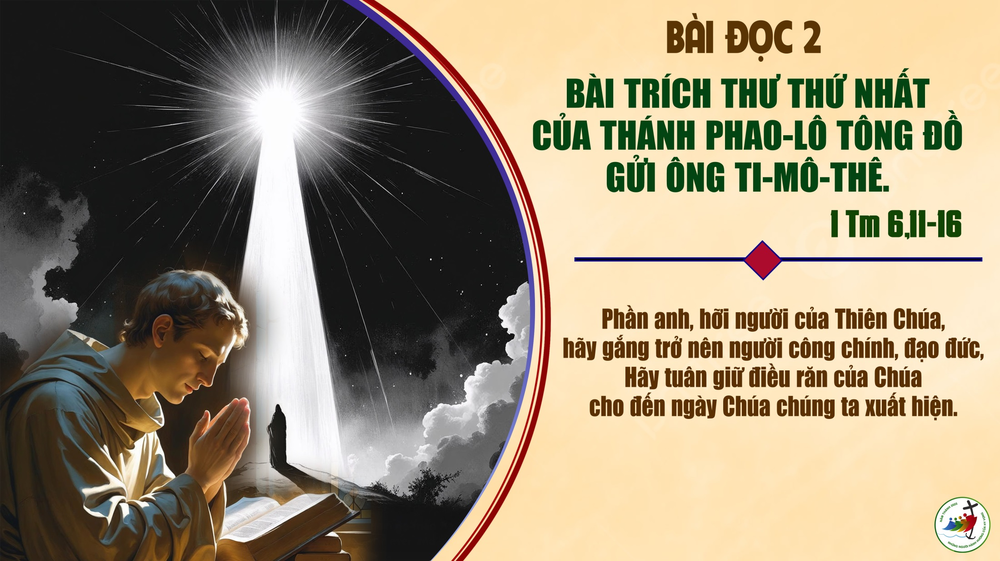 BÀI ĐỌC 2
BÀI TRÍCH THƯ THỨ NHẤT
CỦA THÁNH PHAO-LÔ TÔNG ĐỒ
GỬI ÔNG TI-MÔ-THÊ.
1 Tm 6,11-16
Phần anh, hỡi người của Thiên Chúa,
hãy gắng trở nên người công chính, đạo đức,
Hãy tuân giữ điều răn của Chúa
cho đến ngày Chúa chúng ta xuất hiện.
NĂM THÁNH 2025
NHỮNG NGƯỜI HÀNH HƯƠNG CỦA HY VỌNG